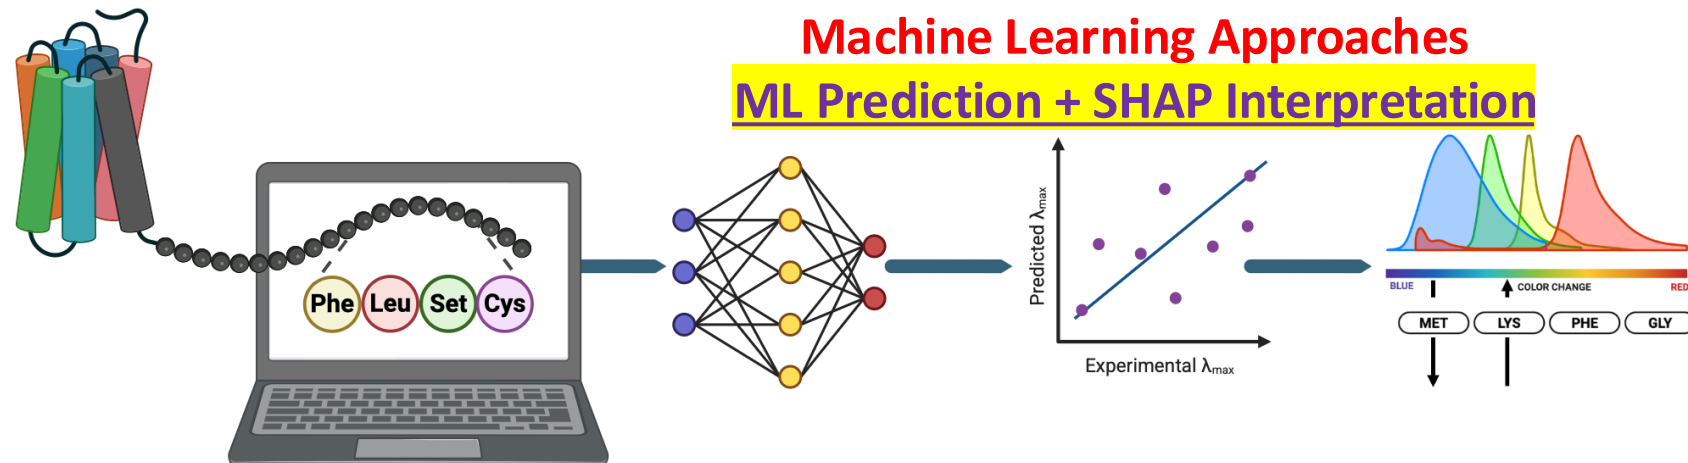 Machine Learning Approaches
ML Prediction + SHAP Interpretation
Phe Leu Set Cys
Predicted λmax
Experimental λmax
BLUE COLOR CHANGE RED
MET LYS PHE GLY